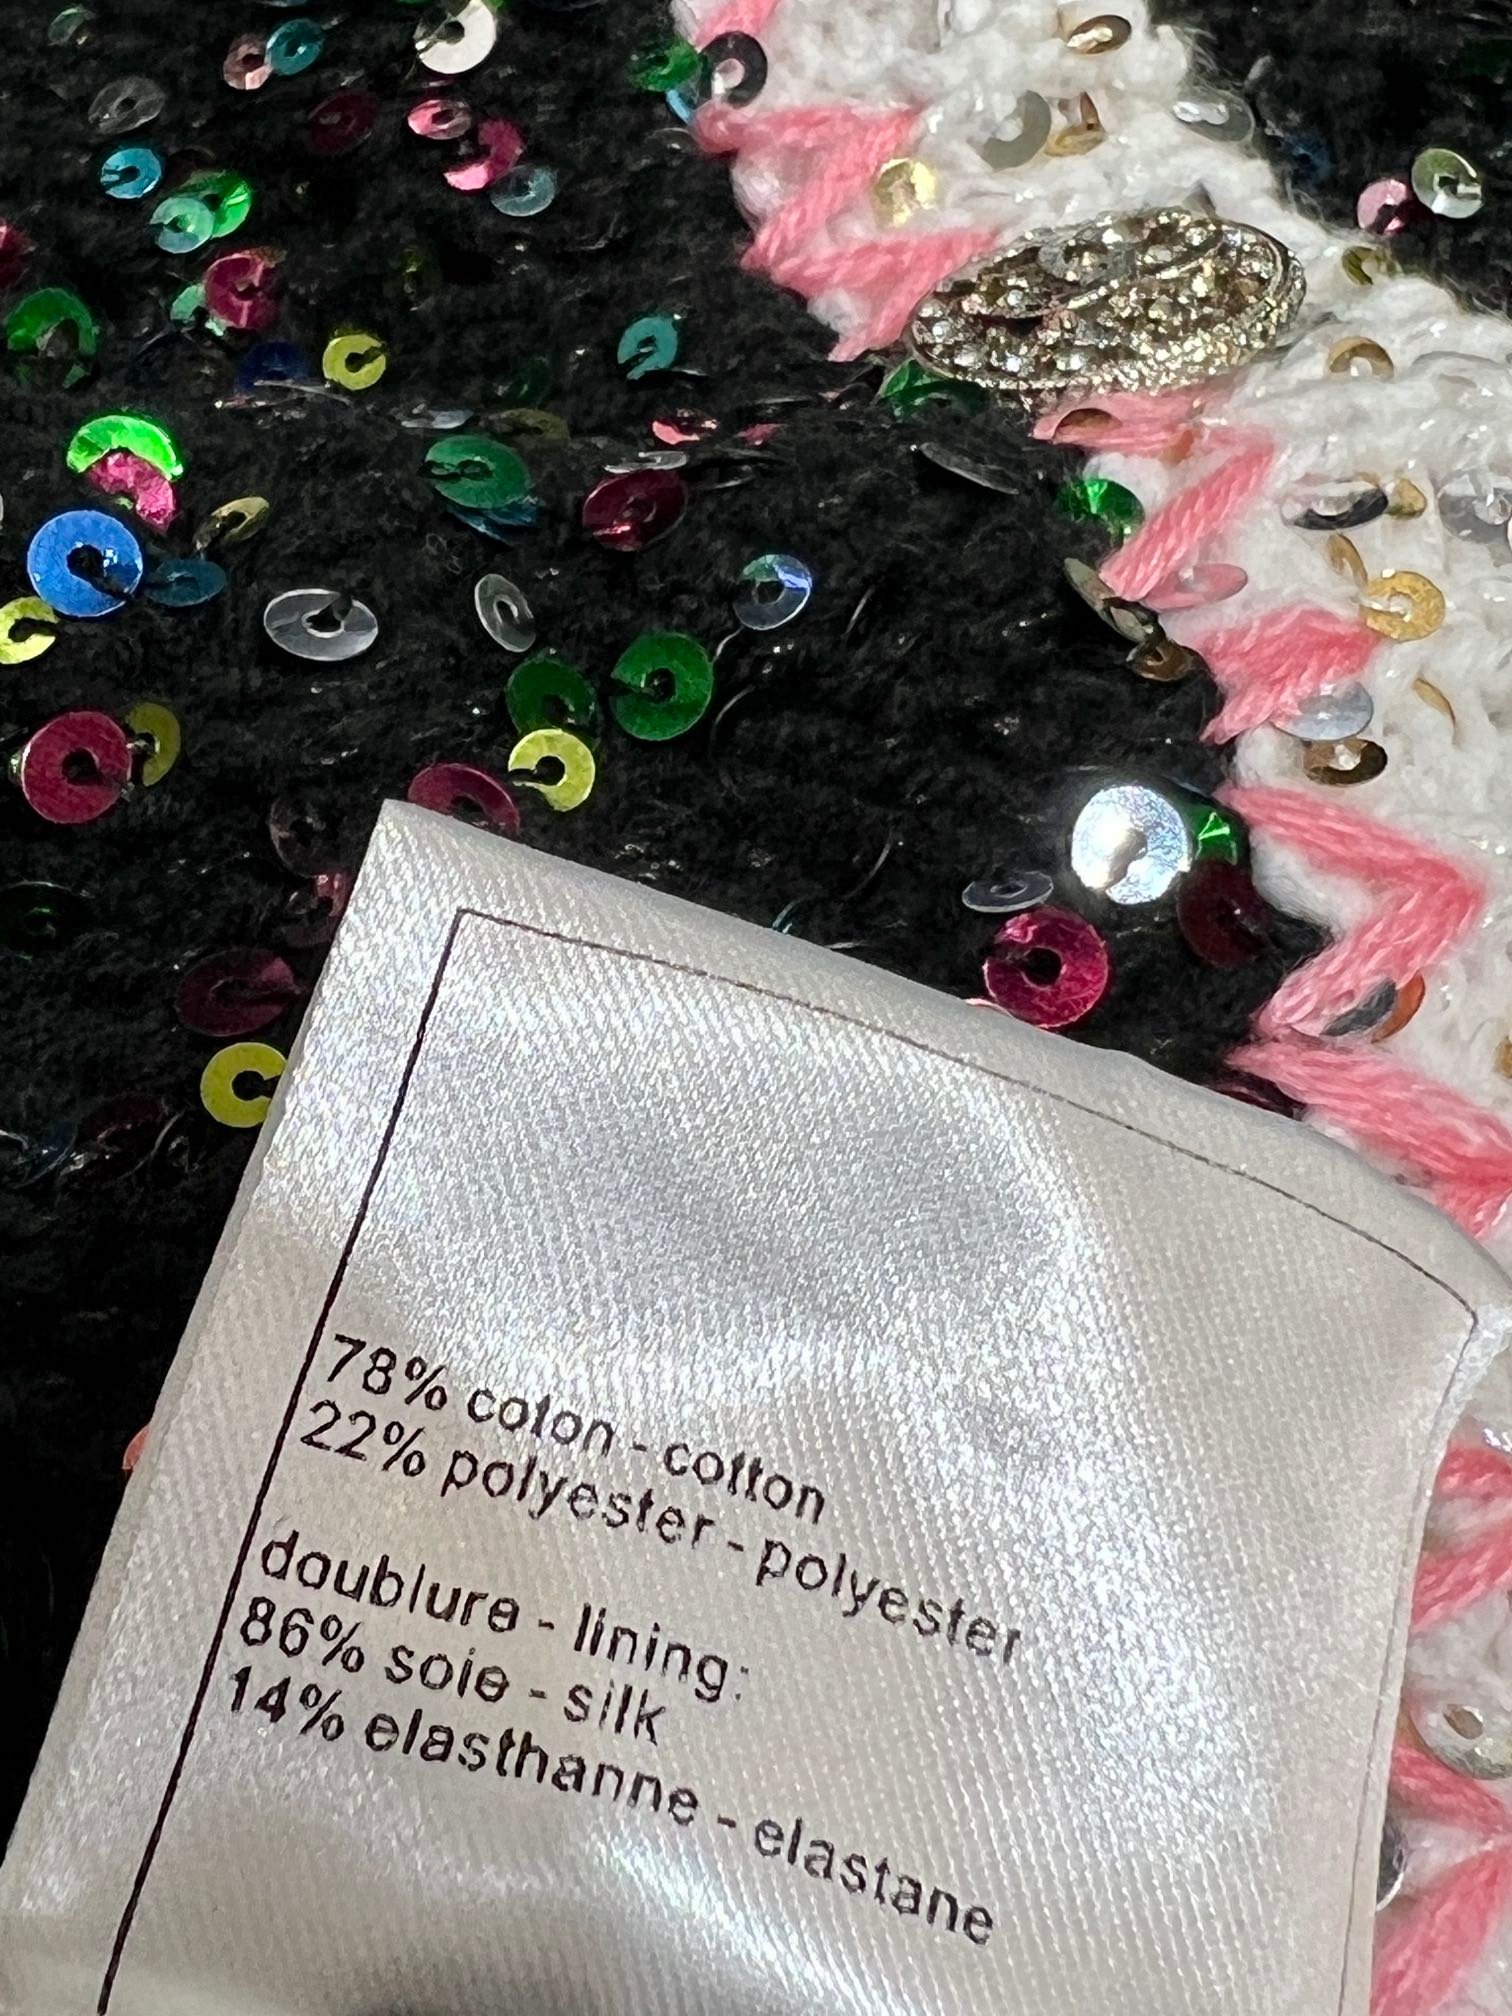 78% coton - cotton
22% polyester - polyester
doublure - lining:
86% soie - silk
14% elasthanne - elastane